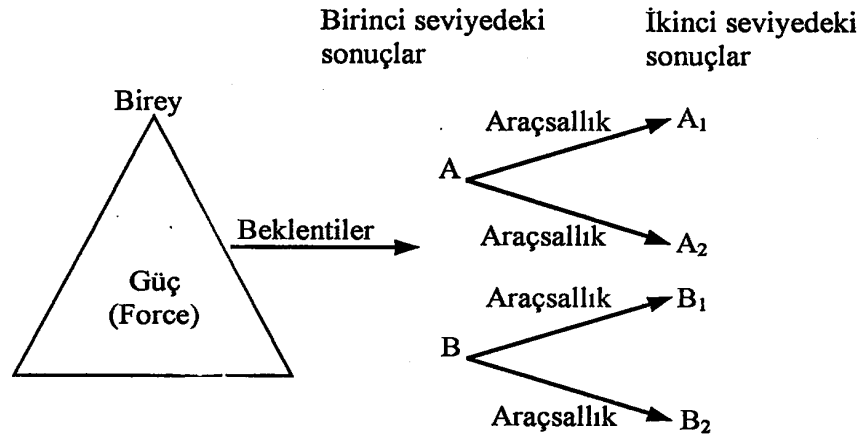 Birinci seviyedeki
sonuçlar
İkinci seviyedeki
sonuçlar
Birey
Güç
(Force)
Beklentiler
A
Araçsallık
A₁
Araçsallık
A₂
B
Araçsallık
B₁
Araçsallık
B₂